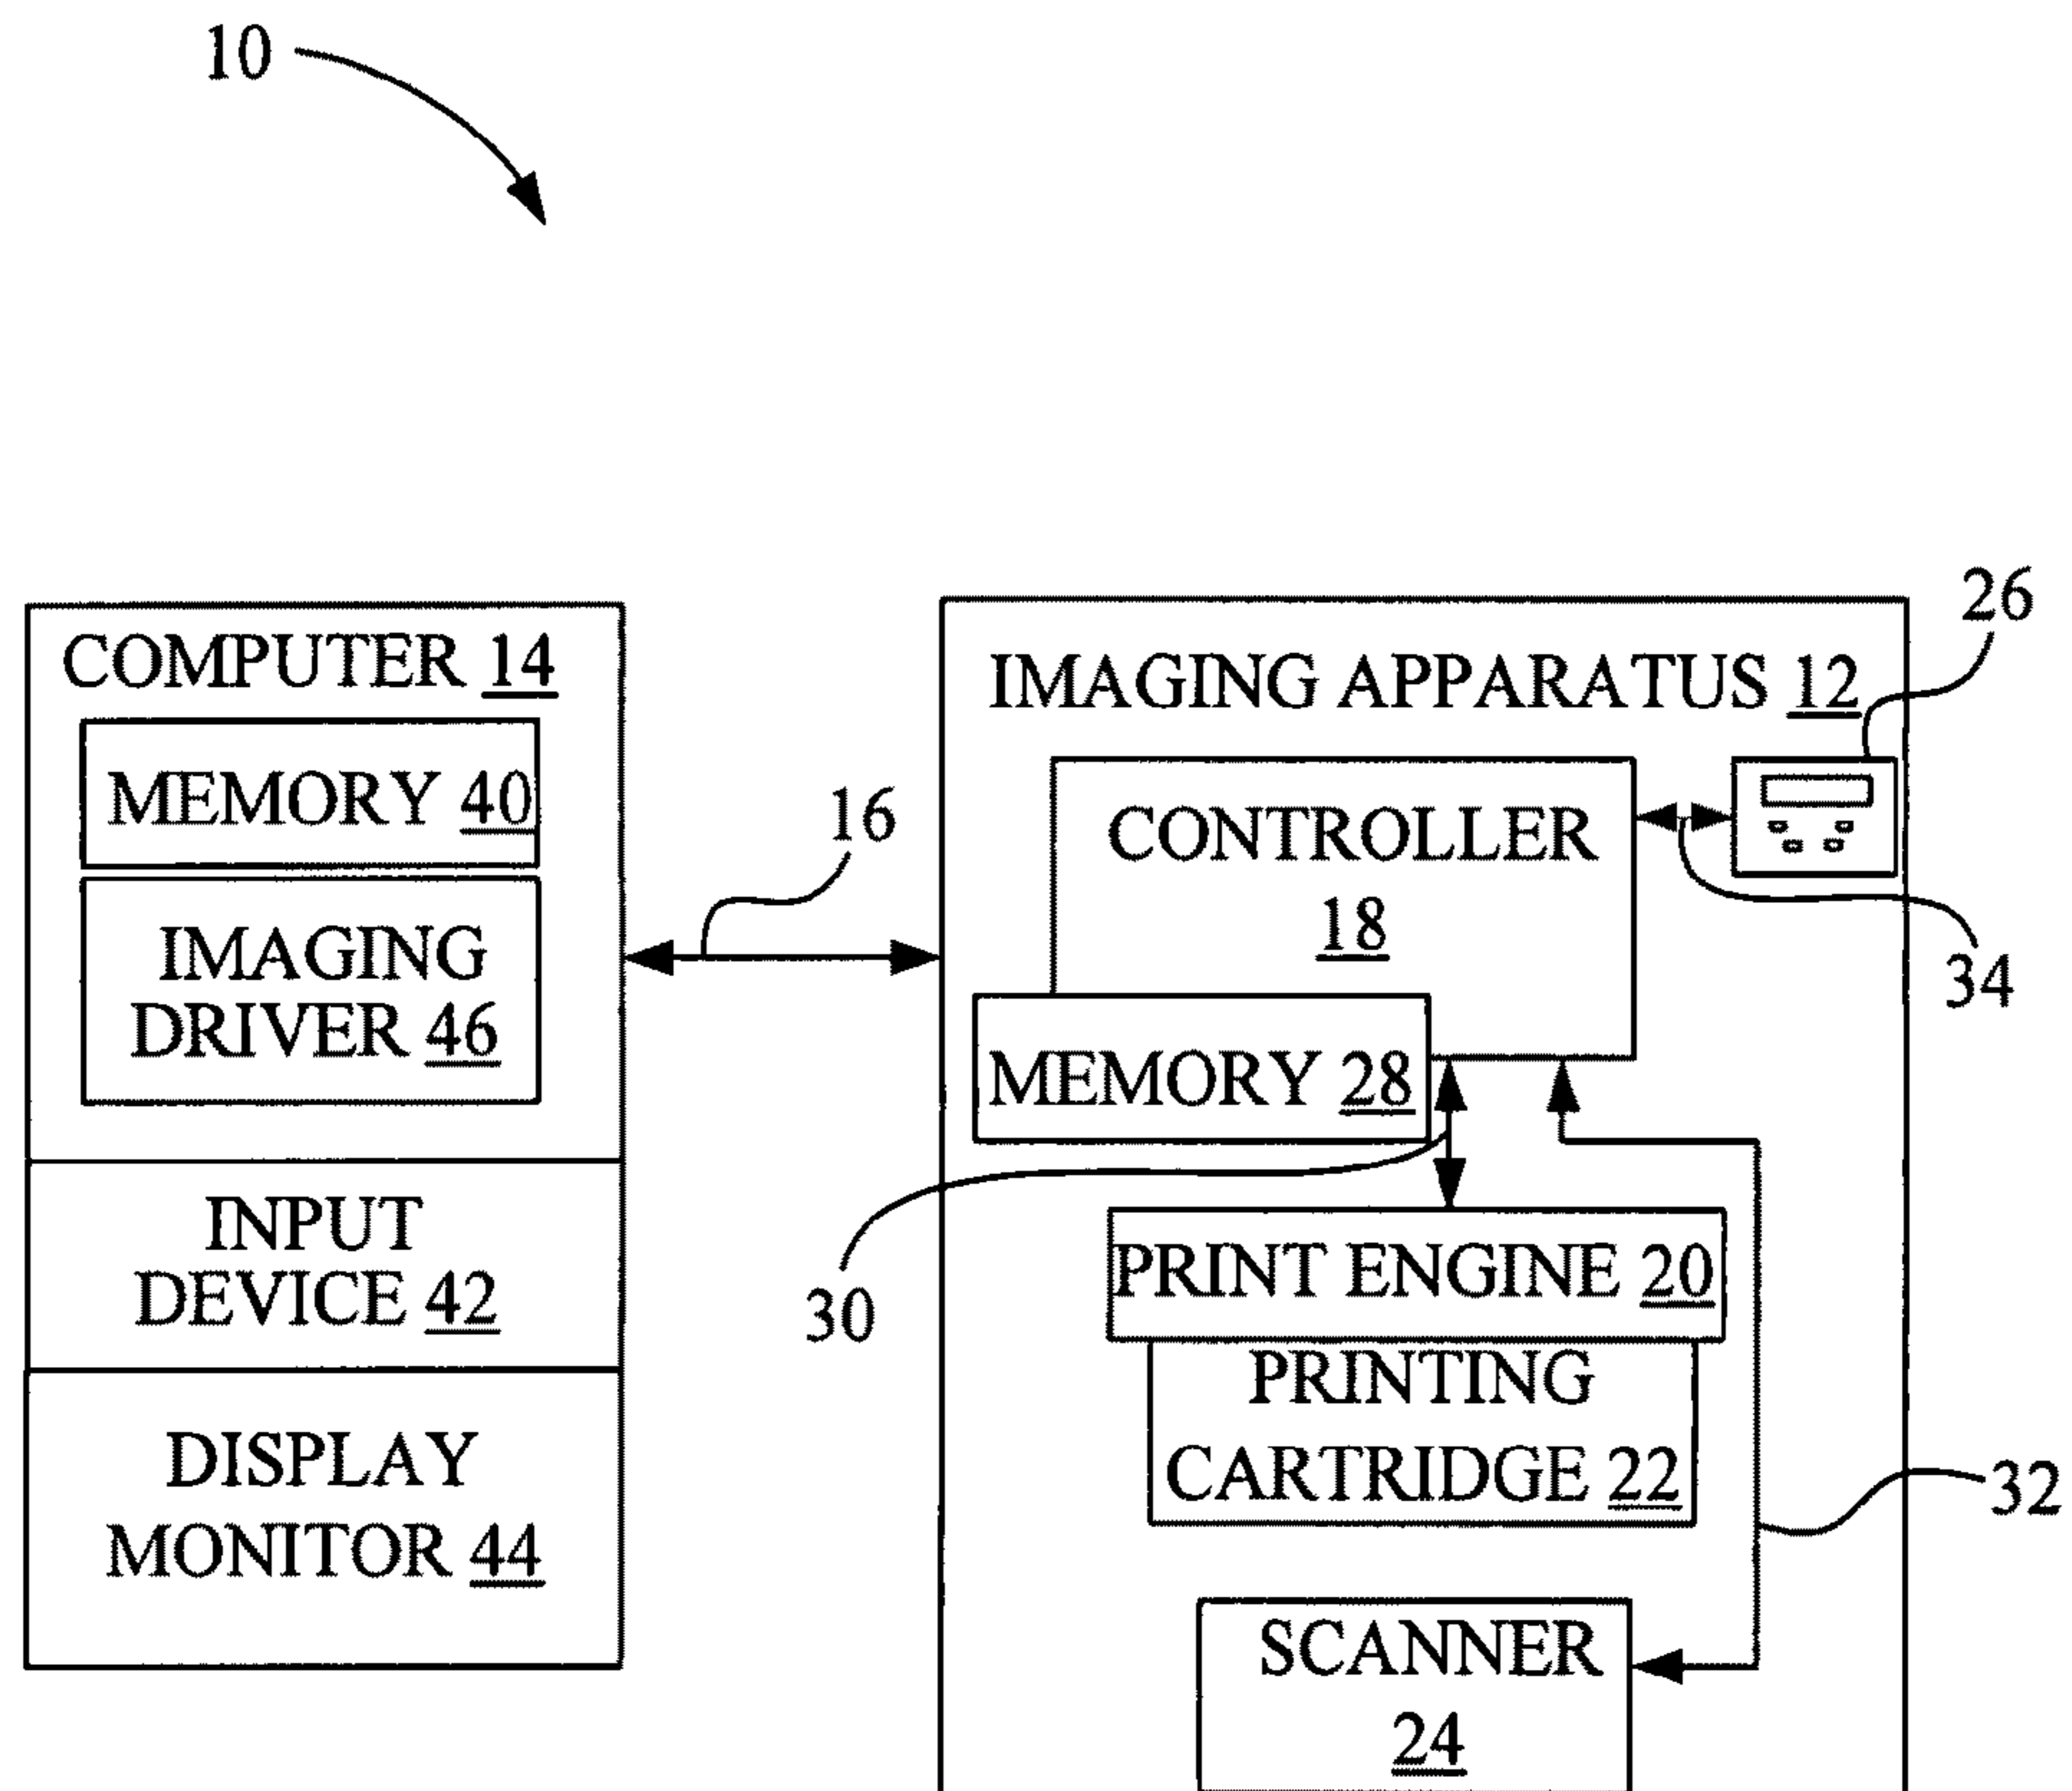 10
COMPUTER 14
MEMORY 40
IMAGING
DRIVER 46
INPUT
DEVICE 42
DISPLAY
MONITOR 44
16
IMAGING APPARATUS 12
26
CONTROLLER
18
34
MEMORY 28
30
PRINT ENGINE 20
PRINTING
CARTRIDGE 22
32
SCANNER
24